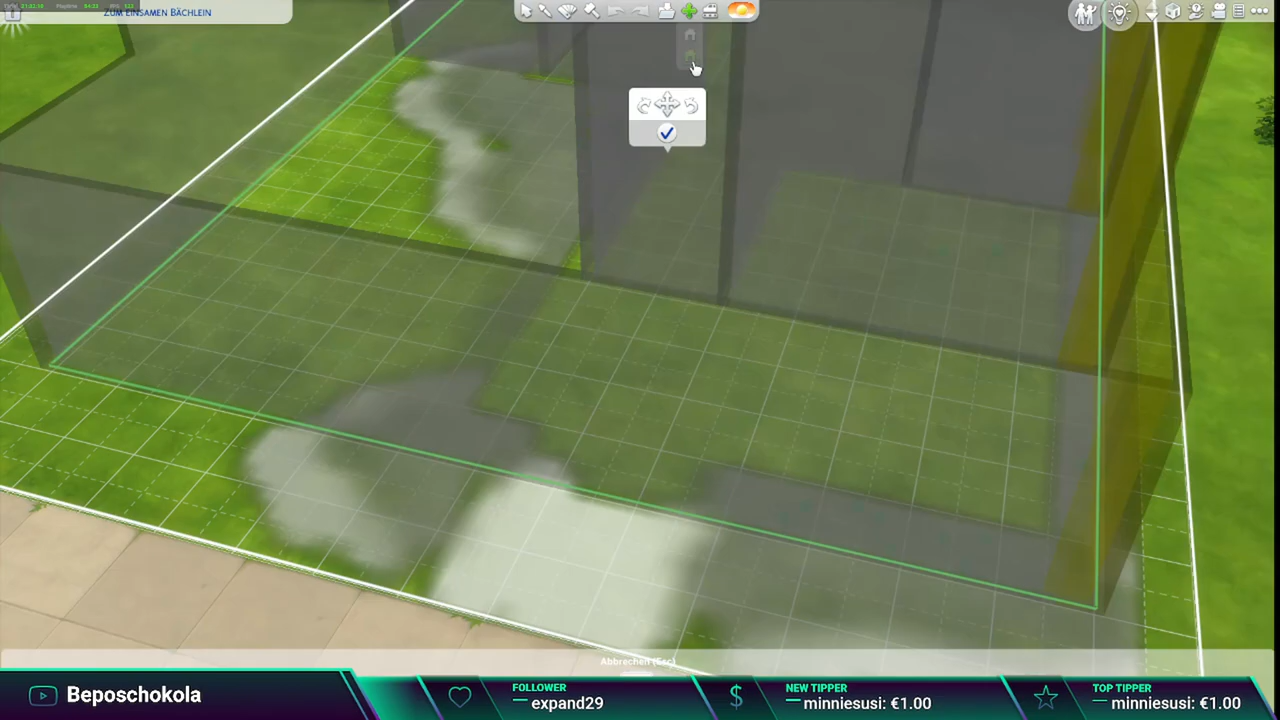 Zum einsamen Bächlein
Abbrechen (Esc)
Beposchokola
FOLLOWER
expand29
NEW TIPPER
minniesusi: €1.00
TOP TIPPER
minniesusi: €1.00